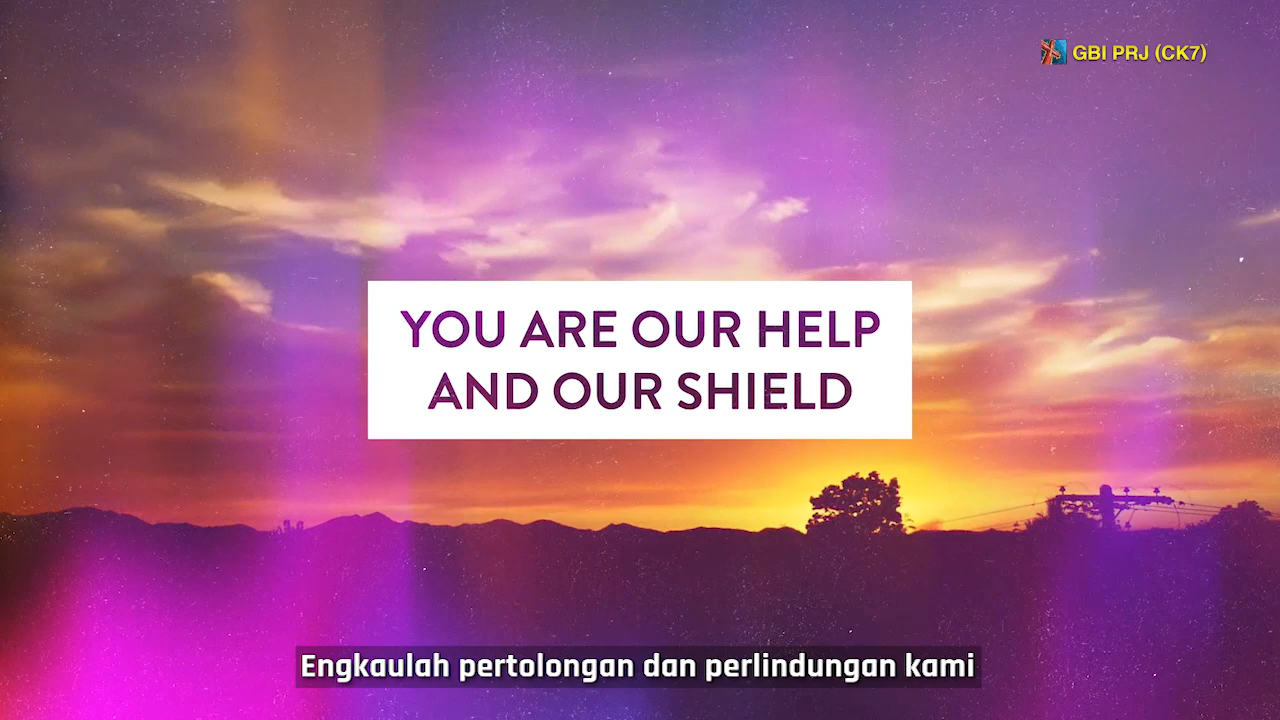 GBI PRJ (CK7)
YOU ARE OUR HELP
AND OUR SHIELD
Engkaulah pertolongan dan perlindungan kami